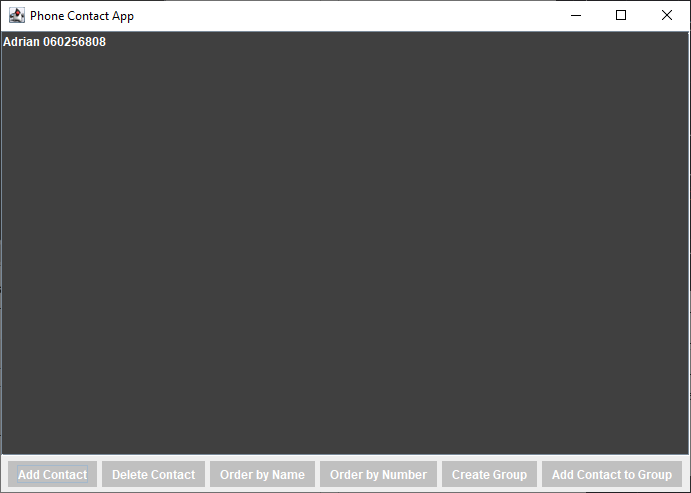 Phone Contact App
Adrian 060256808
Add Contact Delete Contact Order by Name Order by Number Create Group Add Contact to Group